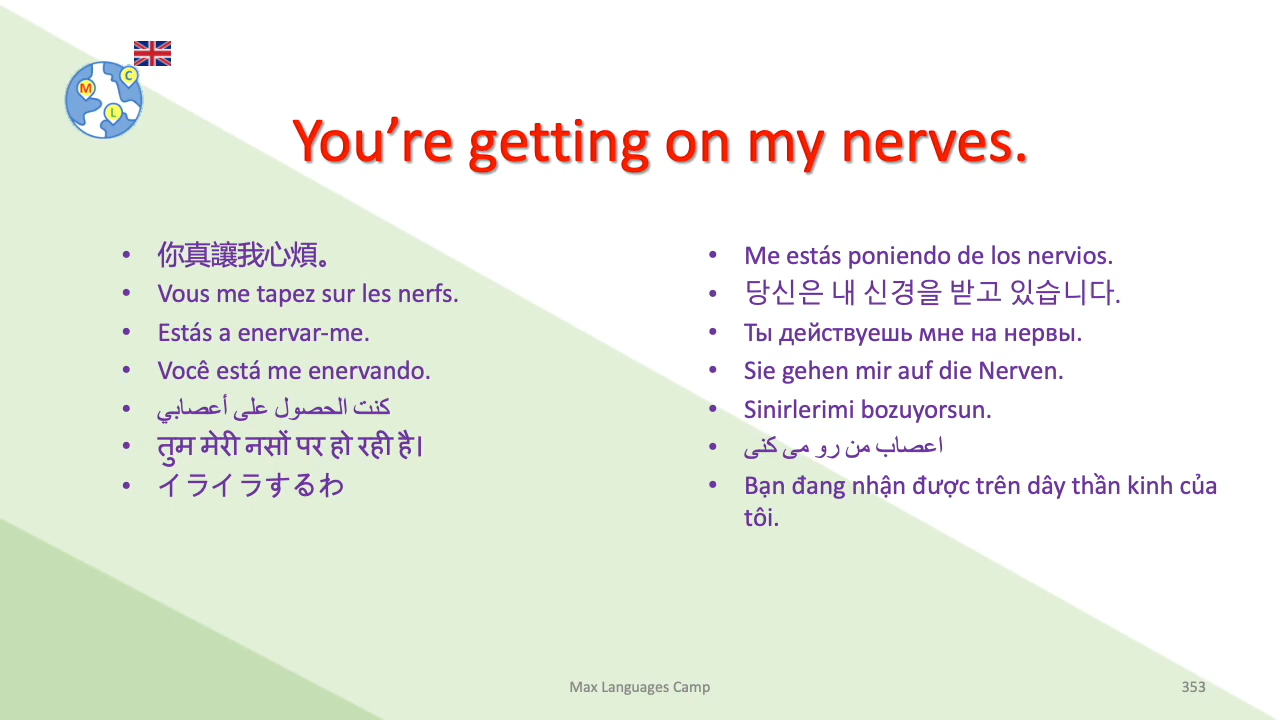 M
C
L
You’re getting on my nerves.
你真讓我心煩。
Vous me tapez sur les nerfs.
Estás a enervar-me.
Você está me enervando.
كنت الحصول على أعصابي
तुम मेरी नसों पर हो रही है।
イライラするわ
Me estás poniendo de los nervios.
당신은 내 신경을 받고 있습니다.
Ты действуешь мне на нервы.
Sie gehen mir auf die Nerven.
Sinirlerimi bozuyorsun.
اعصاب من رو می کنی
Bạn đang nhận được trên dây thần kinh của
tôi.
Max Languages Camp
353